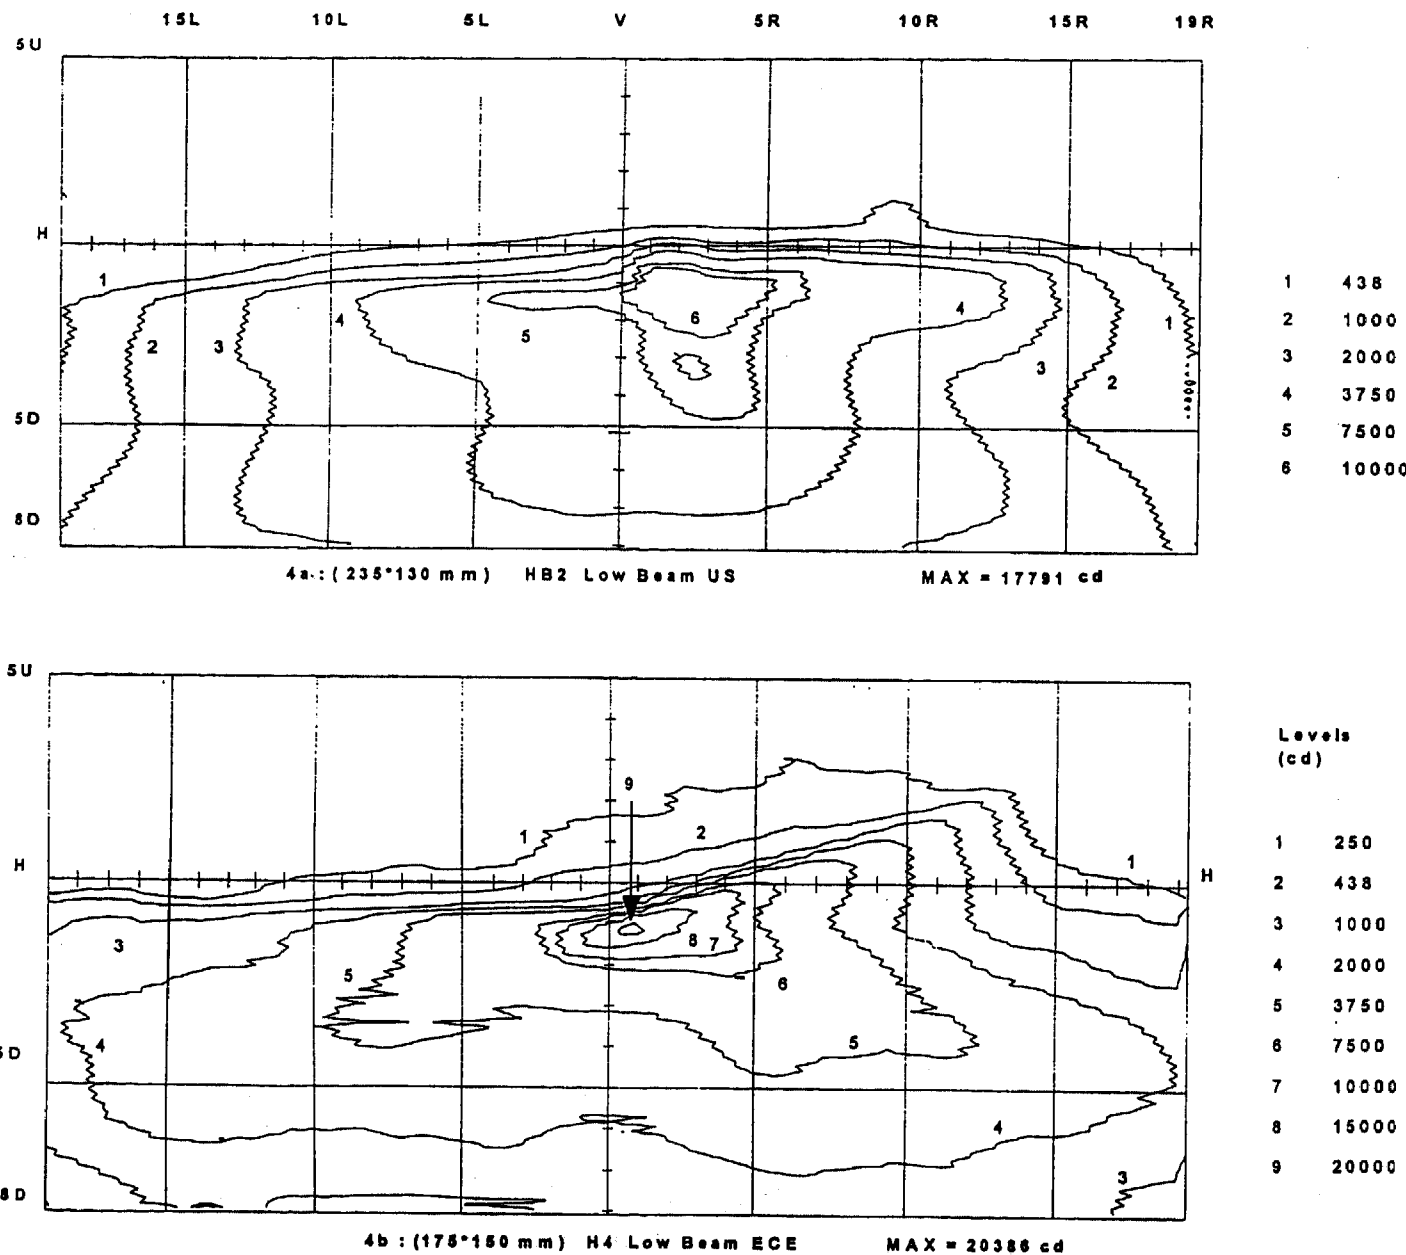 15L 10L 5L V 5R 10R 15R 19R
5U
H
1
2
3
4
5
6
4
3
2
1
5D
8D
1 438
2 1000
3 2000
4 3750
5 7500
6 10000
4a.:(235*130 mm) HB2 Low Beam US MAX = 17791 cd
5U
H
H
9
1
2
1
3
5
8
7
6
4
5
4
3
5D
8D
Levels
(cd)
1 250
2 438
3 1000
4 2000
5 3750
6 7500
7 10000
8 15000
9 20000
4b :(175*150 mm) H4 Low Beam ECE MAX = 20386 cd